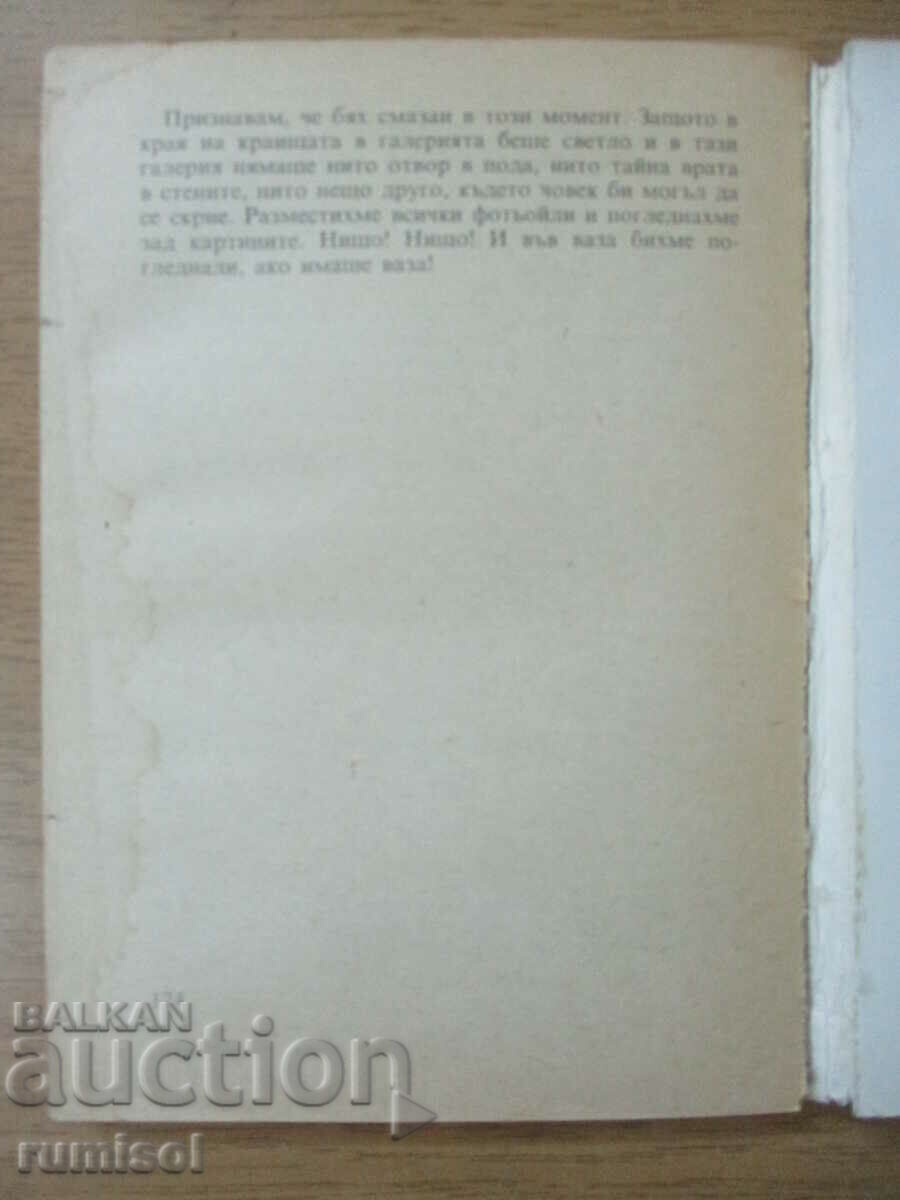 Признавам, че бях смазан в този момент. Защото в
края на краищата в галерията беше светло и в тази
галерия нямаше нито отвор в пода, нито тайна врата
в стените, нито нещо друго, където човек би могъл да
се скрие. Разместихме всички фотьойли и погледнахме
зад картините. Нищо! Нищо! И във ваза бихме по-
гледнали, ако имаше ваза!
BALKAN
auction
rumisol